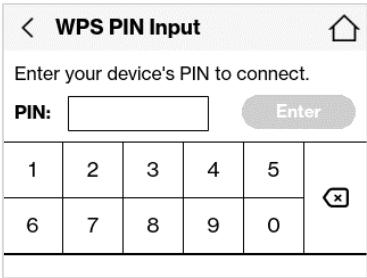 WPS PIN Input
Enter your device's PIN to connect.
PIN: Enter
1 2 3 4 5
6 7 8 9 0